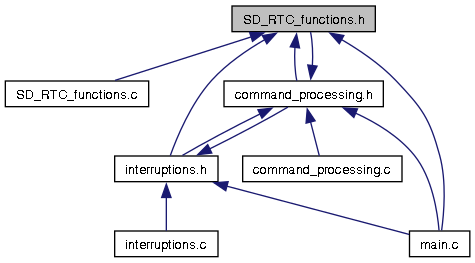 SD_RTC_functions.h
SD_RTC_functions.c
command_processing.h
interruptions.h
command_processing.c
interruptions.c
main.c